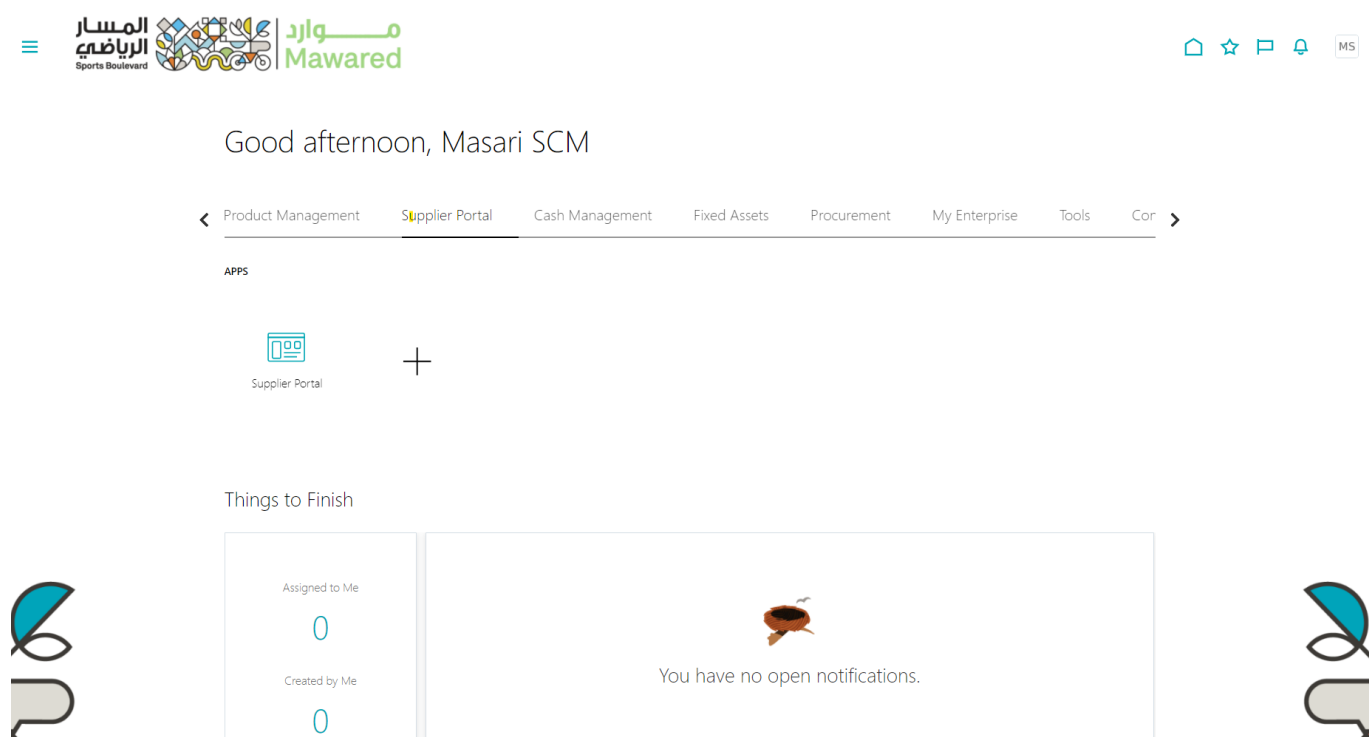 المسار
الرياضي
Sports Boulevard
مـــوارد
Mawared
MS
Good afternoon, Masari SCM
Product Management Supplier Portal Cash Management Fixed Assets Procurement My Enterprise Tools Cor
APPS
Supplier Portal
Things to Finish
Assigned to Me
0
Created by Me
0
You have no open notifications.